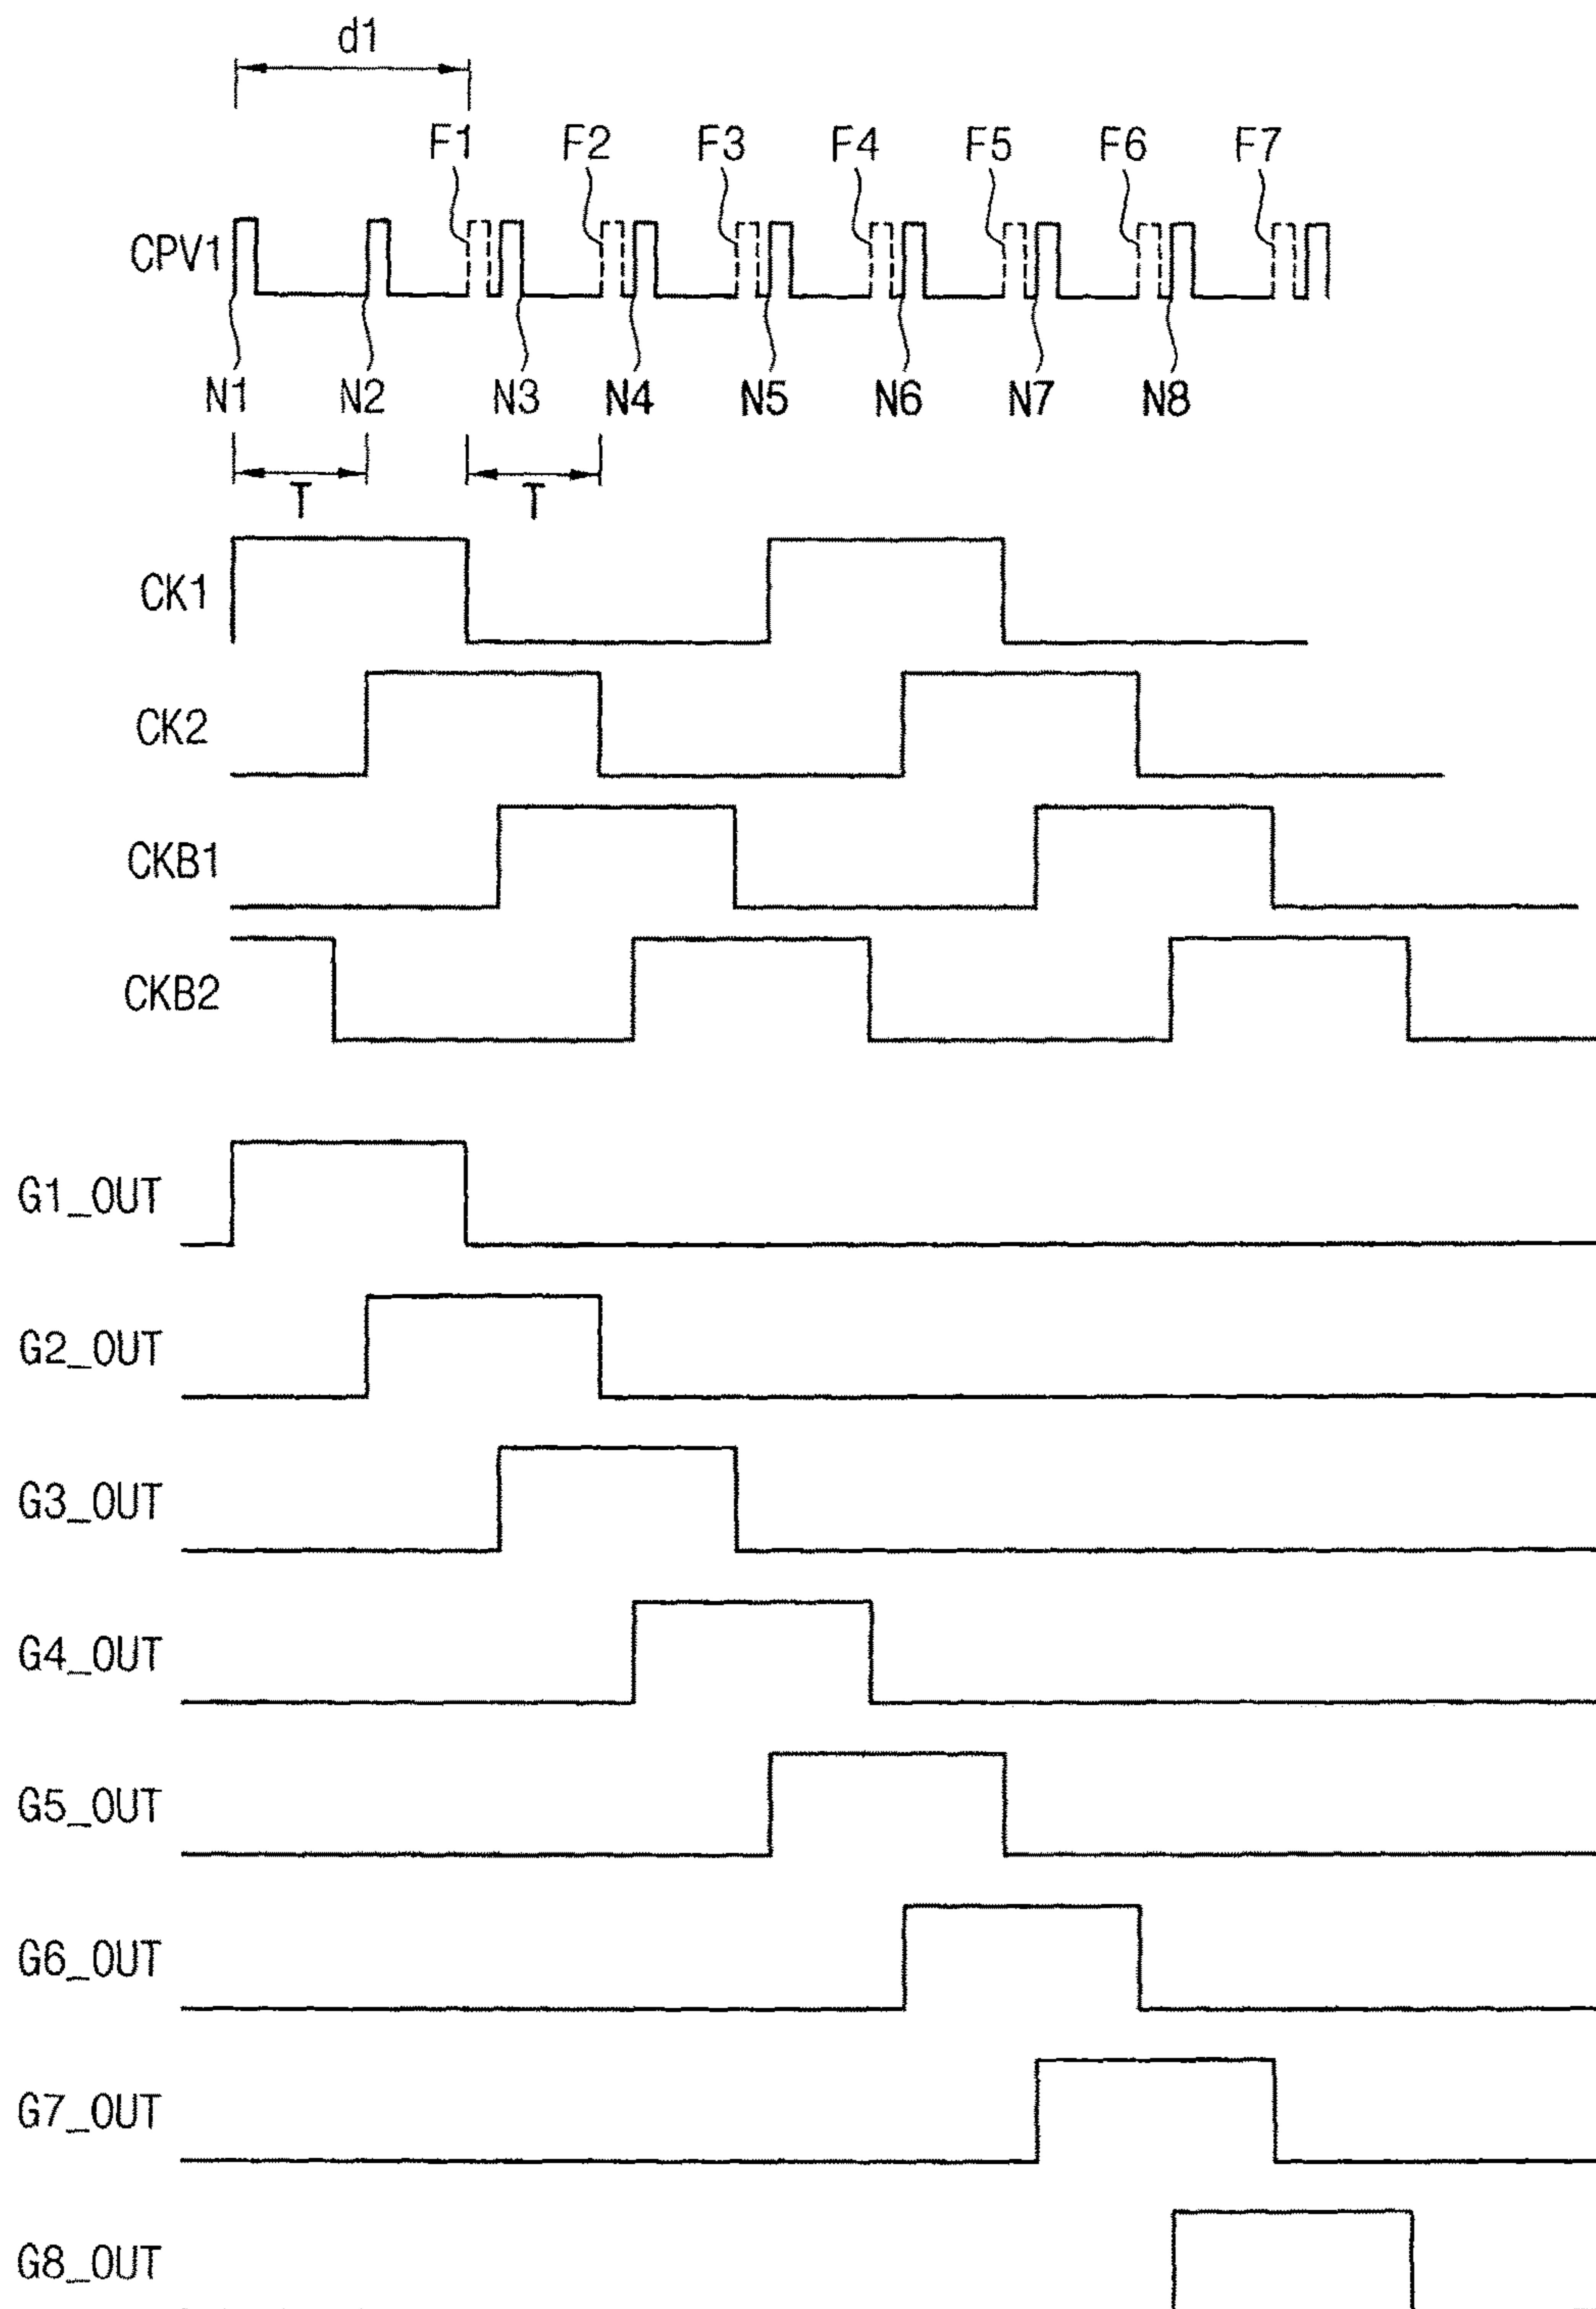 d1
F1 F2 F3 F4 F5 F6 F7
CPV1
N1 N2 N3 N4 N5 N6 N7 N8
T T
CK1
CK2
CKB1
CKB2
G1_OUT
G2_OUT
G3_OUT
G4_OUT
G5_OUT
G6_OUT
G7_OUT
G8_OUT